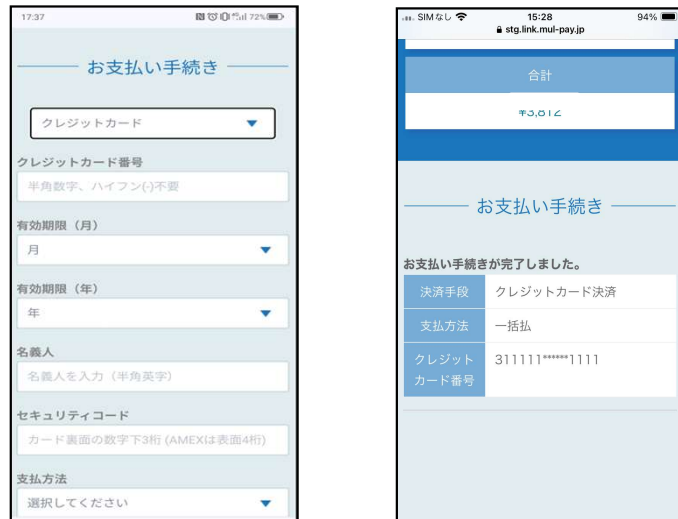 17:37
72%
お支払い手続き
クレジットカード
クレジットカード番号
半角数字、ハイフン(-)不要
有効期限（月）
月
有効期限（年）
年
名義人
名義人を入力（半角英字）
セキュリティコード
カード裏面の数字下3桁 (AMEXは表面4桁)
支払方法
選択してください
SIMなし
15:28
94%
stg.link.mul-pay.jp
合計
お支払い手続き
お支払い手続きが完了しました。
決済手段 クレジットカード決済
支払方法 一括払
クレジット 311111******1111
カード番号